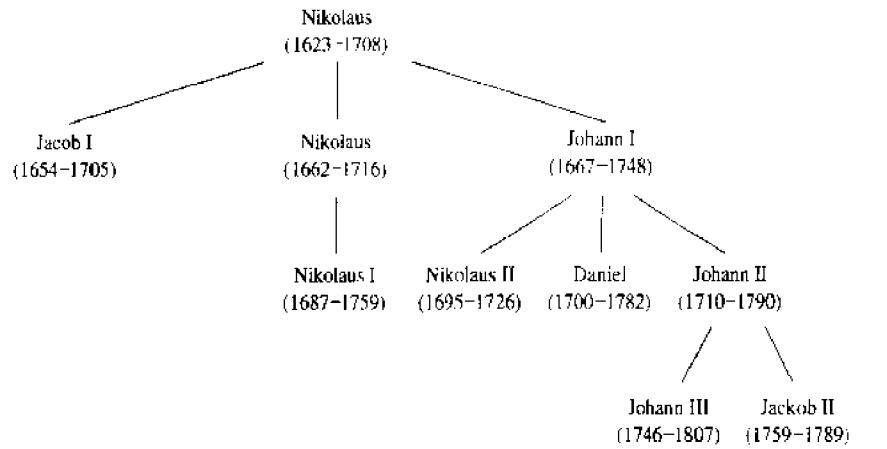 Nikolaus
(1623–1708)
Jacob I
(1654–1705)
Nikolaus
(1662–1716)
Johann I
(1667–1748)
Nikolaus I
(1687–1759)
Nikolaus II
(1695–1726)
Daniel
(1700–1782)
Johann II
(1710–1790)
Johann III
(1746–1807)
Jackob II
(1759–1789)